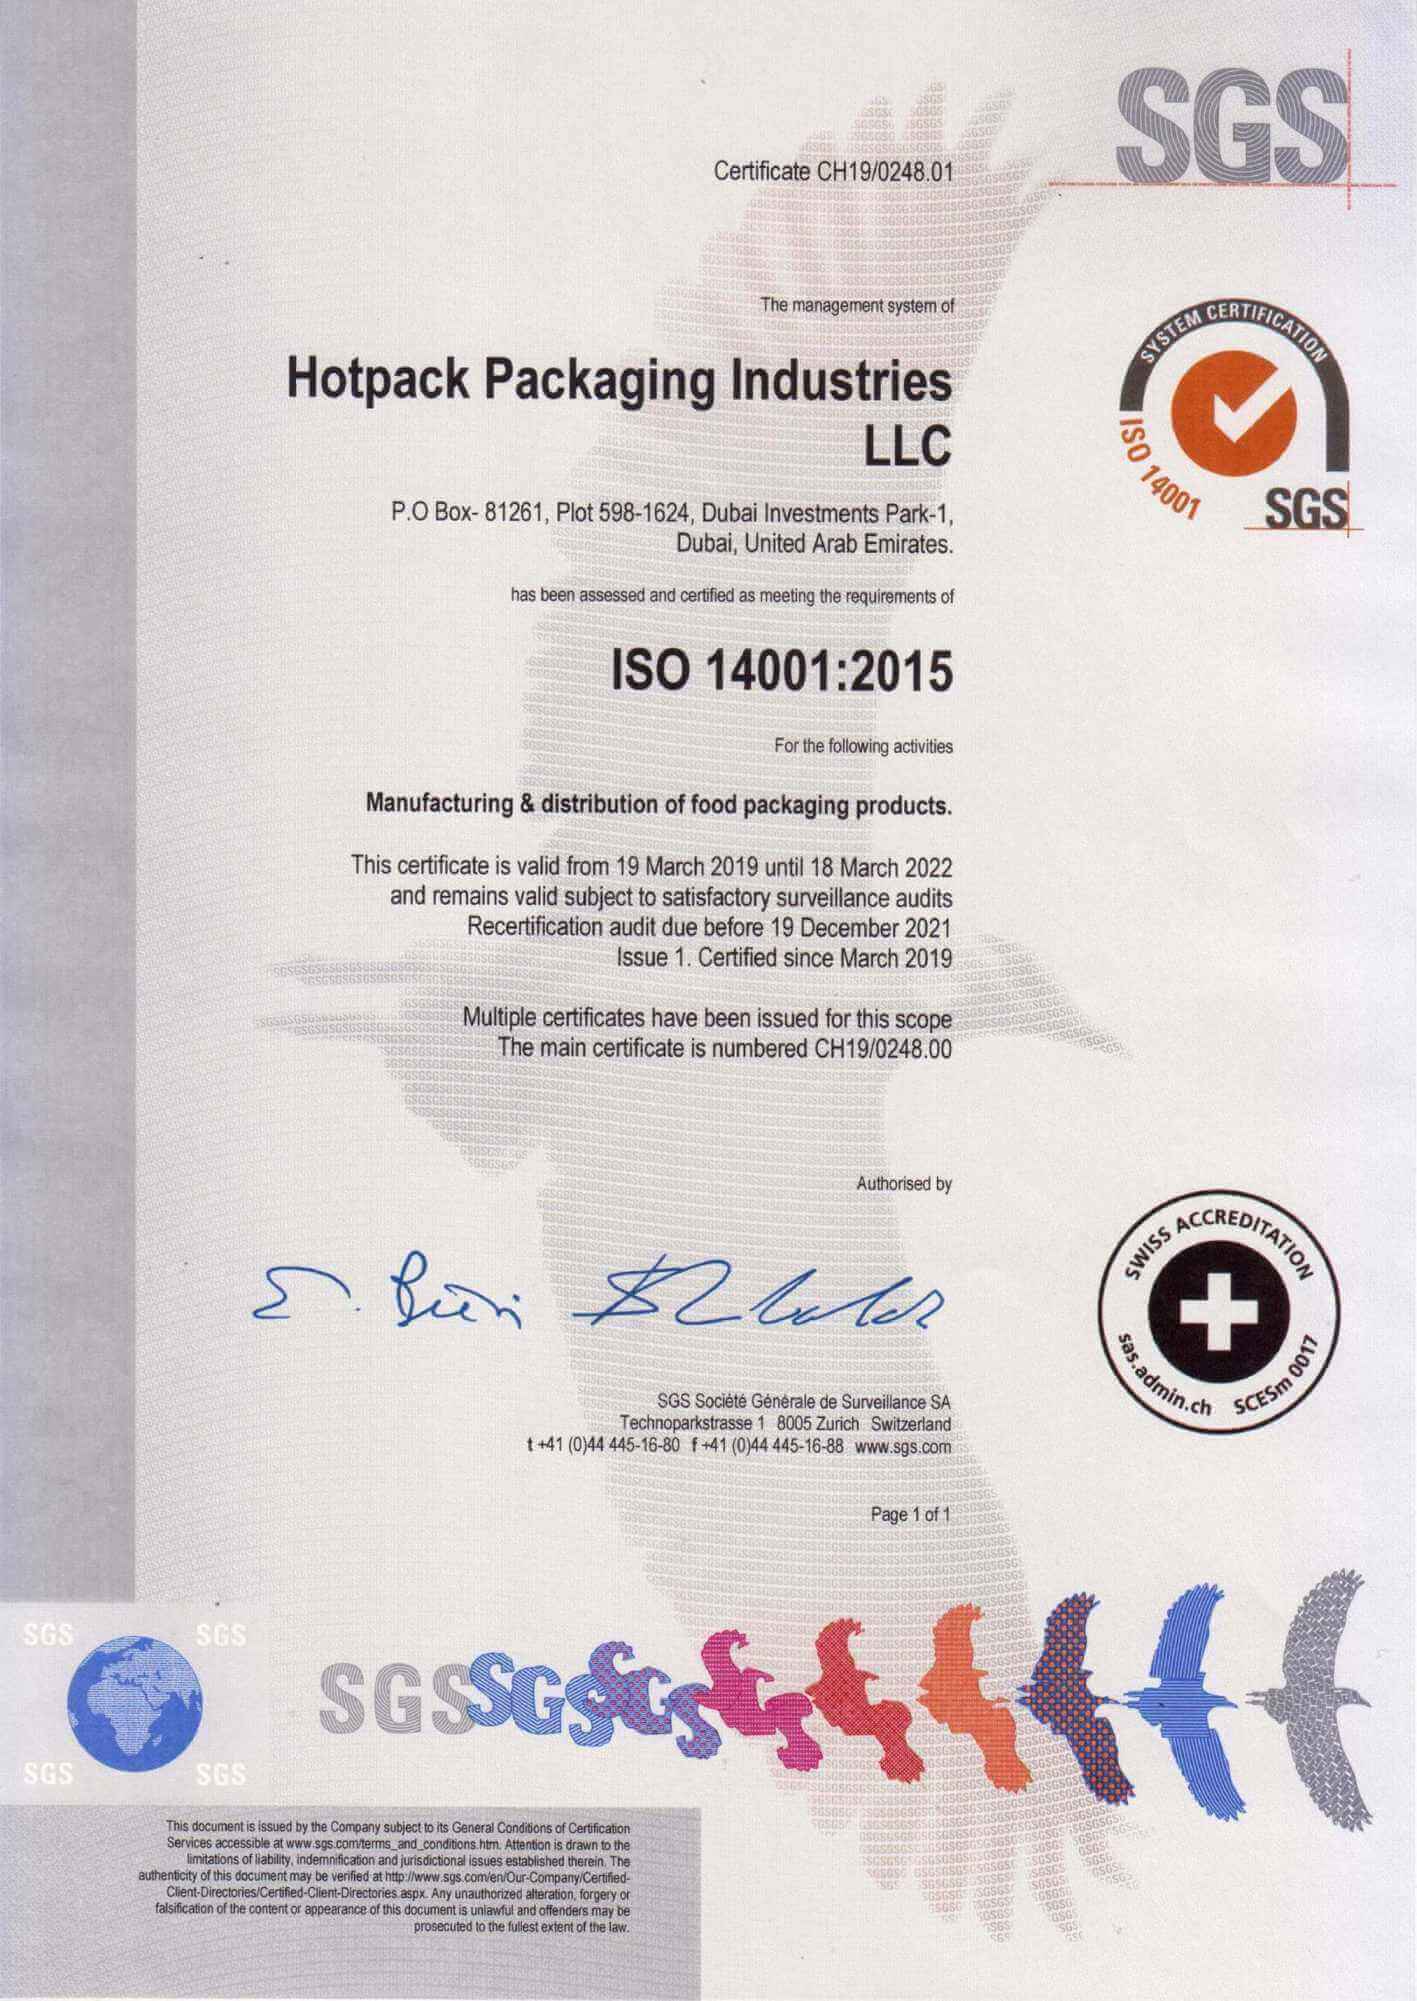 SGS
Certificate CH19/0248.01
The management system of
Hotpack Packaging Industries
LLC
P.O Box- 81261, Plot 598-1624, Dubai Investments Park-1,
Dubai, United Arab Emirates.
has been assessed and certified as meeting the requirements of
ISO 14001:2015
For the following activities
Manufacturing & distribution of food packaging products.
This certificate is valid from 19 March 2019 until 18 March 2022
and remains valid subject to satisfactory surveillance audits
Recertification audit due before 19 December 2021
Issue 1. Certified since March 2019
Multiple certificates have been issued for this scope
The main certificate is numbered CH19/0248.00
Authorised by
SGS Société Générale de Surveillance SA
Technoparkstrasse 1 8005 Zurich Switzerland
t +41 (0)44 445-16-80 f +41 (0)44 445-16-88 www.sgs.com
Page 1 of 1
SYSTEM CERTIFICATION
ISO 14001
SGS
SWISS ACCREDITATION
sas.admin.ch SCESm 0017
SGS SGS
SGS SGS
SGS SGS SGS
This document is issued by the Company subject to its General Conditions of Certification
Services accessible at www.sgs.com/terms_and_conditions.htm. Attention is drawn to the
limitations of liability, indemnification and jurisdictional issues established therein. The
authenticity of this document may be verified at http://www.sgs.com/en/Our-Company/Certified-
Client-Directories/Certified-Client-Directories.aspx. Any unauthorized alteration, forgery or
falsification of the content or appearance of this document is unlawful and offenders may be
prosecuted to the fullest extent of the law.